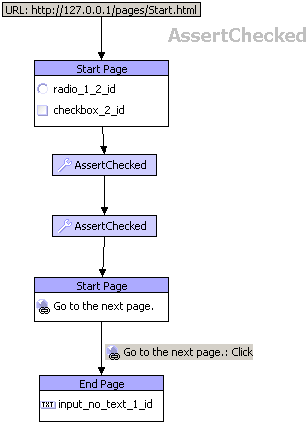 URL: http://127.0.0.1/pages/Start.html
AssertChecked
Start Page
radio_1_2_id
checkbox_2_id
AssertChecked
AssertChecked
Start Page
Go to the next page.
Go to the next page.: Click
End Page
TXT input_no_text_1_id